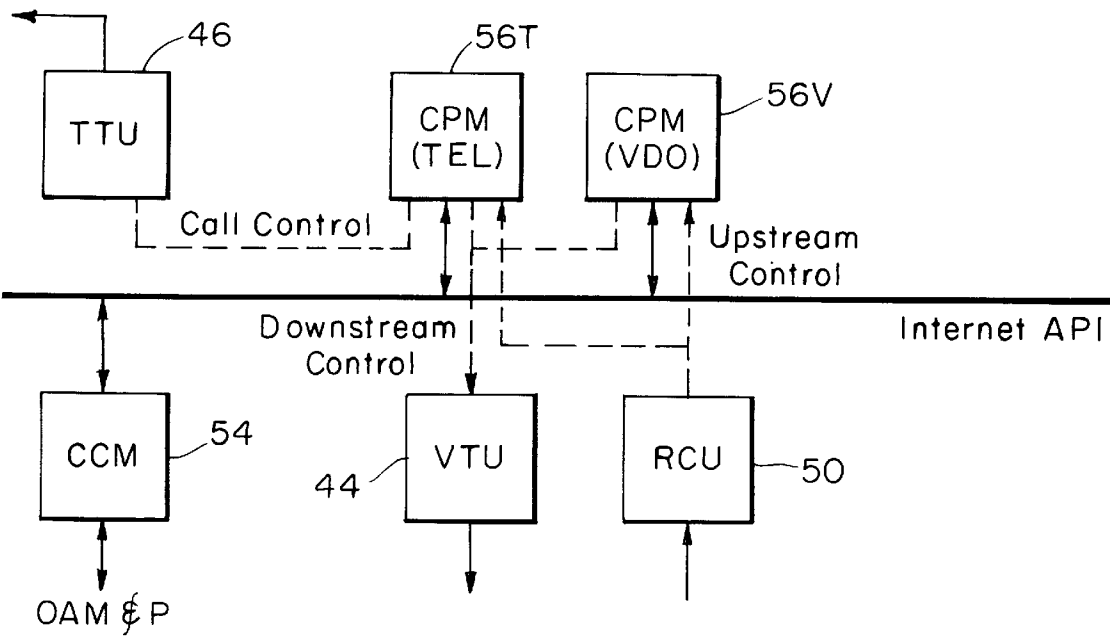 46
TTU
56T
CPM
(TEL)
56V
CPM
(VDO)
Call Control
Upstream
Control
Internet API
Downstream
Control
CCM
54
VTU
44
RCU
50
OAM & P